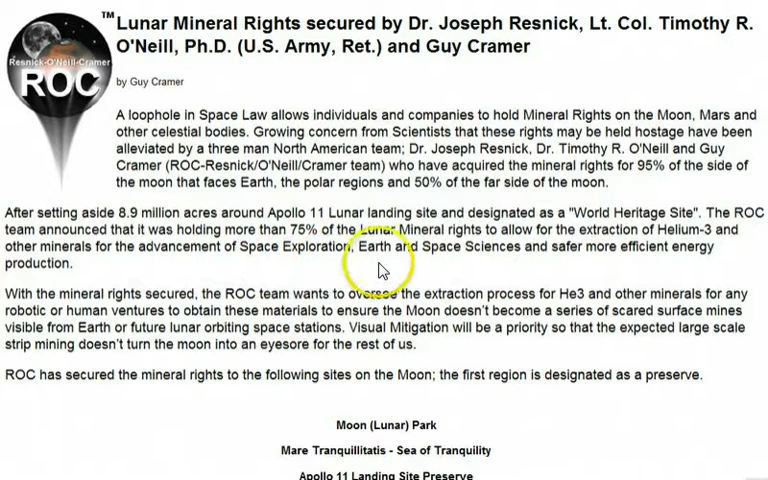 TM
Lunar Mineral Rights secured by Dr. Joseph Resnick, Lt. Col. Timothy R.
O'Neill, Ph.D. (U.S. Army, Ret.) and Guy Cramer
Resnick-O'Neill-Cramer
ROC
by Guy Cramer
A loophole in Space Law allows individuals and companies to hold Mineral Rights on the Moon, Mars and
other celestial bodies. Growing concern from Scientists that these rights may be held hostage have been
alleviated by a three man North American team; Dr. Joseph Resnick, Dr. Timothy R. O'Neill and Guy
Cramer (ROC-Resnick/O'Neill/Cramer team) who have acquired the mineral rights for 95% of the side of
the moon that faces Earth, the polar regions and 50% of the far side of the moon.
After setting aside 8.9 million acres around Apollo 11 Lunar landing site and designated as a "World Heritage Site". The ROC
team announced that it was holding more than 75% of the Lunar Mineral rights to allow for the extraction of Helium-3 and
other minerals for the advancement of Space Exploration, Earth and Space Sciences and safer more efficient energy
production.
With the mineral rights secured, the ROC team wants to oversee the extraction process for He3 and other minerals for any
robotic or human ventures to obtain these materials to ensure the Moon doesn't become a series of scared surface mines
visible from Earth or future lunar orbiting space stations. Visual Mitigation will be a priority so that the expected large scale
strip mining doesn't turn the moon into an eyesore for the rest of us.
ROC has secured the mineral rights to the following sites on the Moon; the first region is designated as a preserve.
Moon (Lunar) Park
Mare Tranquillitatis - Sea of Tranquility
Apollo 11 Landing Site Preserve